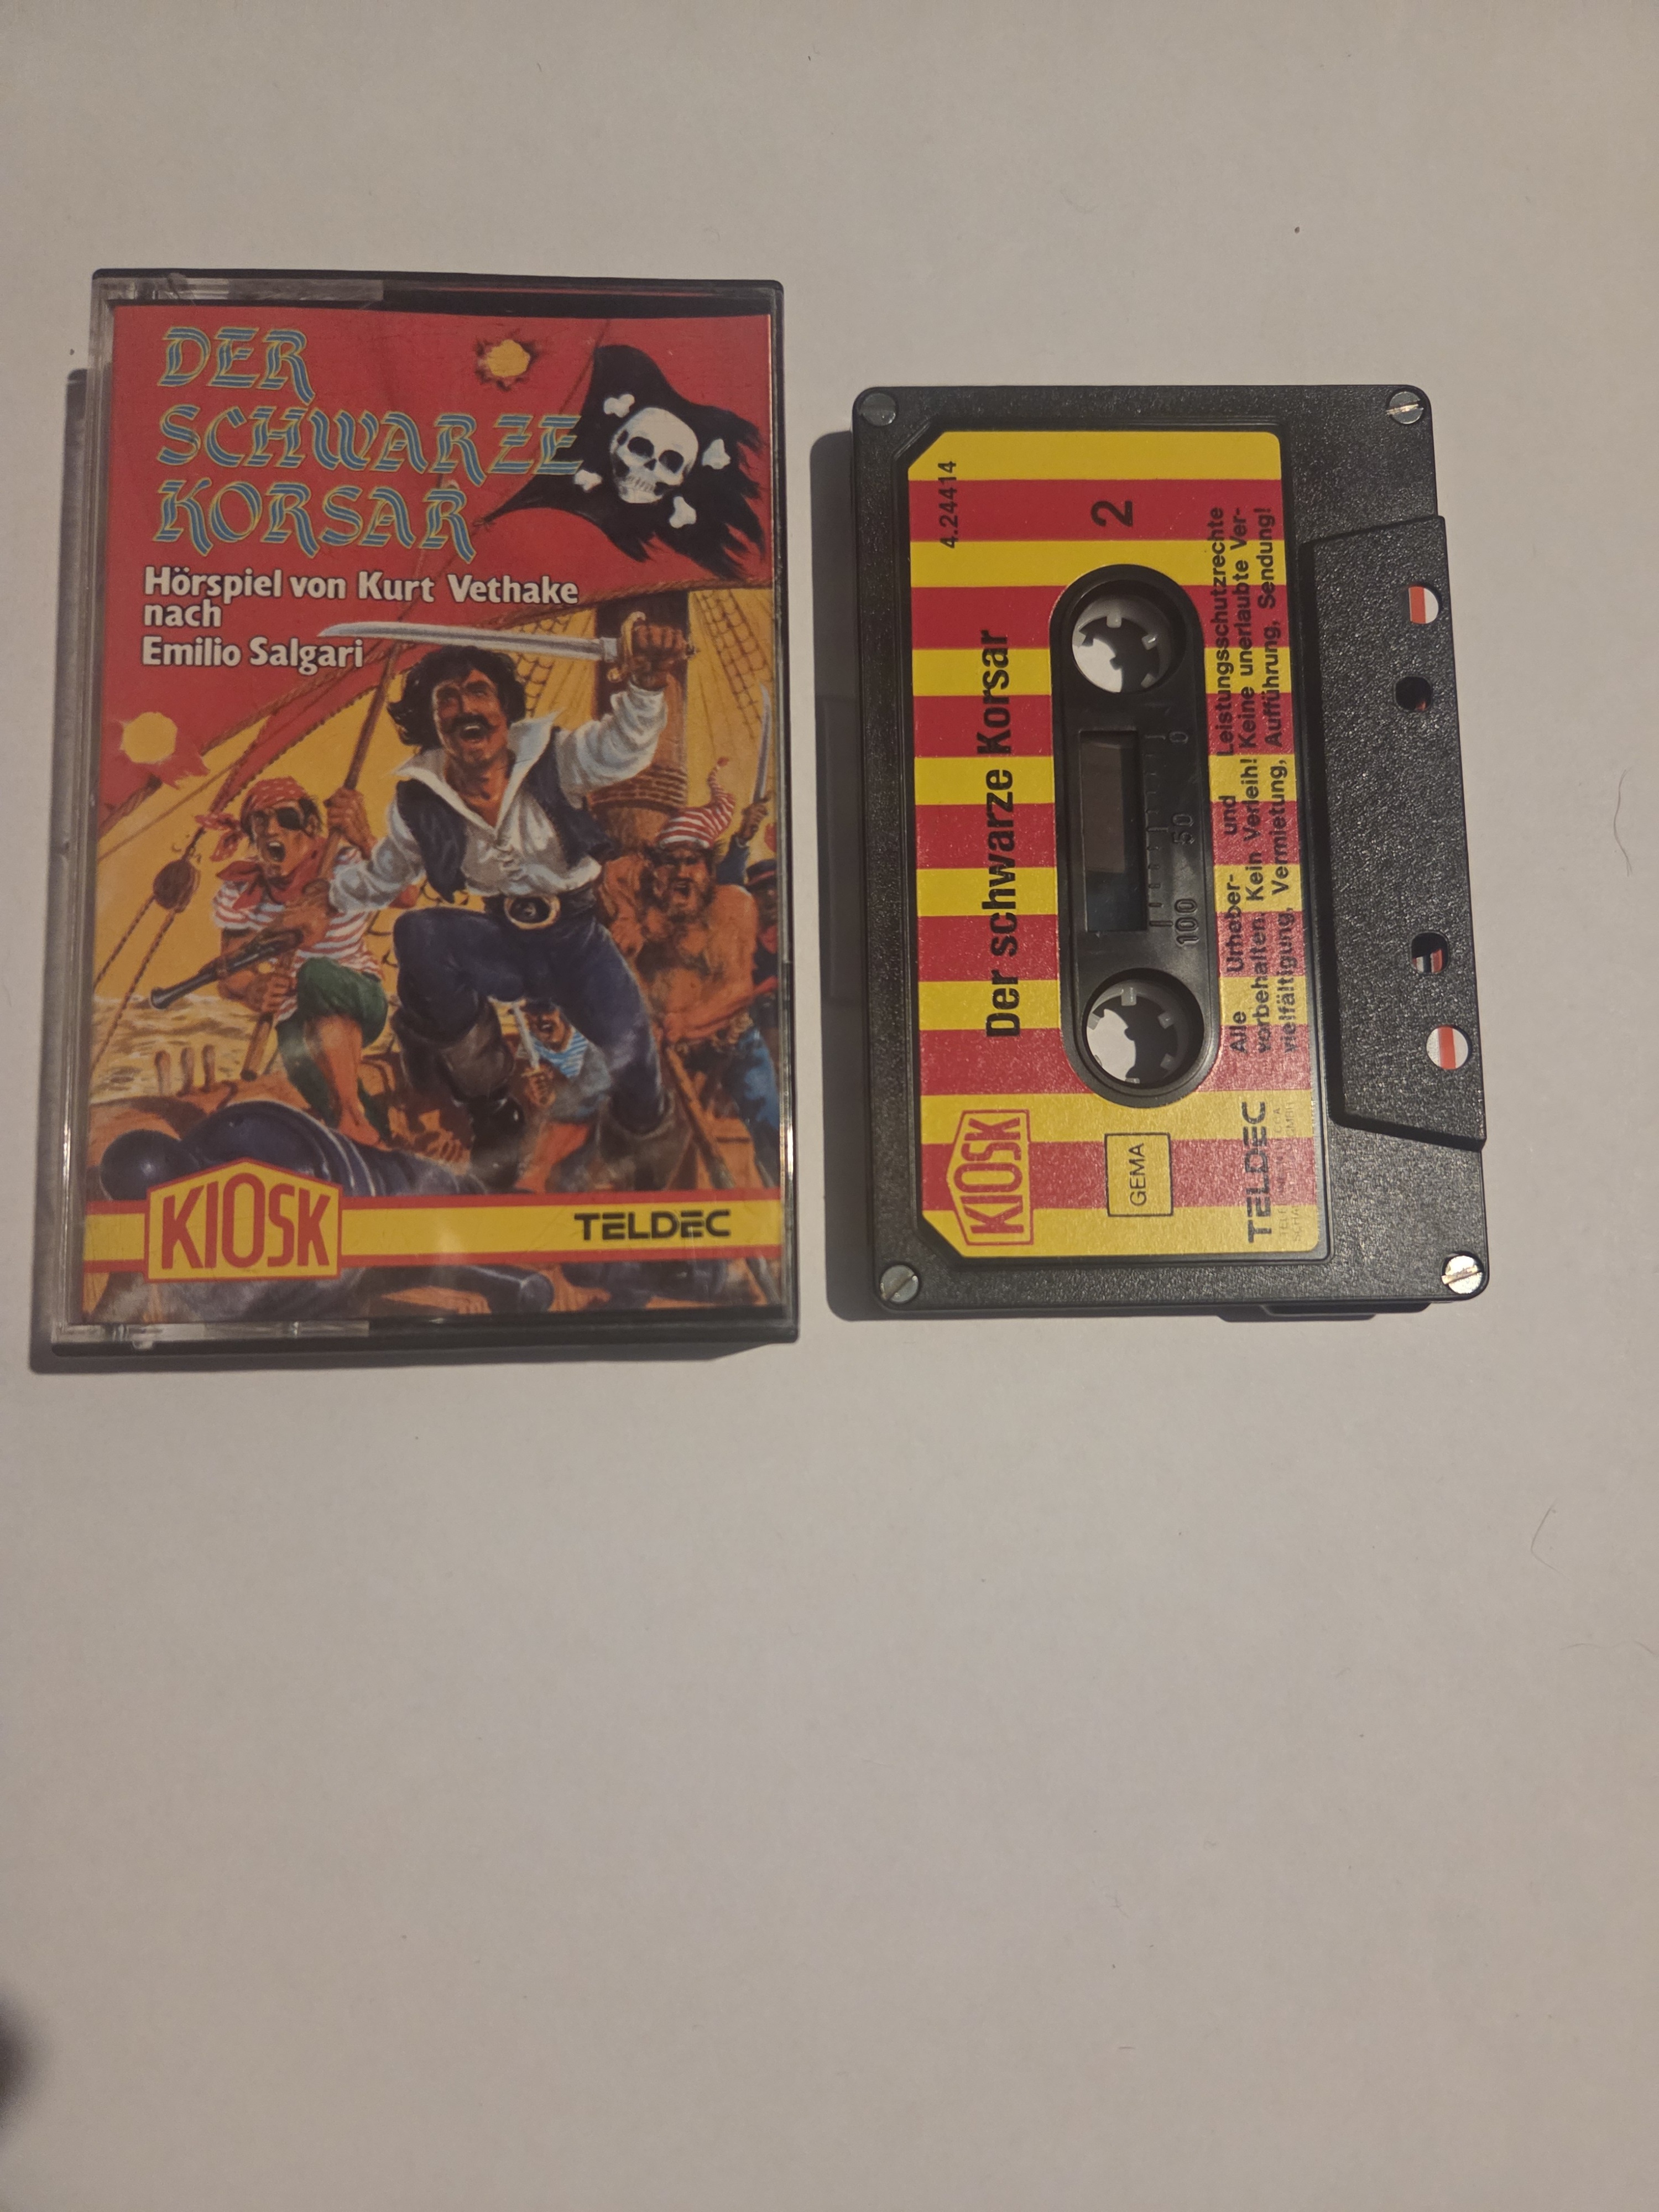 DER
SCHWARZE
KORSAR
Hörspiel von Kurt Vethake
nach
Emilio Salgari
KIOSK
TELDEC
4.24414
2
Der schwarze Korsar
100 50 0
Alle Urheber- und Leistungsschutzrechte
vorbehalten. Kein Verleih! Keine unerlaubte Ver-
vielfältigung, Vermietung, Aufführung, Sendung!
KIOSK
GEMA
TELDEC